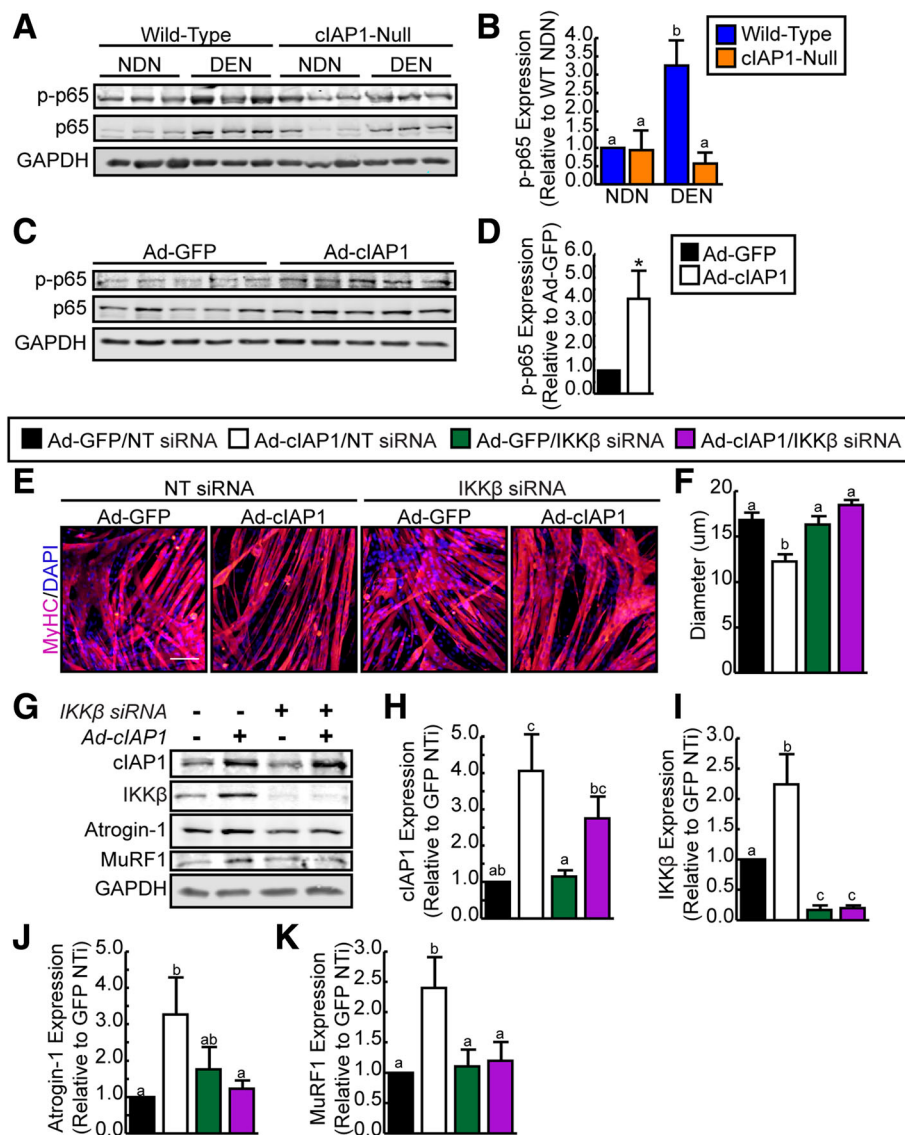 A
Wild-Type cIAP1-Null
NDN DEN NDN DEN
p-p65
p65
GAPDH
B
p-p65 Expression
(Relative to WT NDN)
4.0
3.5
3.0
2.5
2.0
1.5
1.0
0.5
0.0
a a b a
NDN DEN
Wild-Type
cIAP1-Null
C
Ad-GFP Ad-cIAP1
p-p65
p65
GAPDH
D
p-p65 Expression
(Relative to Ad-GFP)
6.0
5.0
4.0
3.0
2.0
1.0
0.0
*
Ad-GFP
Ad-cIAP1
Ad-GFP/NT siRNA Ad-cIAP1/NT siRNA Ad-GFP/IKKβ siRNA Ad-cIAP1/IKKβ siRNA
E
NT siRNA IKKβ siRNA
Ad-GFP Ad-cIAP1 Ad-GFP Ad-cIAP1
MyHC/DAPI
F
Diameter (um)
20
15
10
5
0
a b a a
G
IKKβ siRNA - - + +
Ad-cIAP1 - + - +
cIAP1
IKKβ
Atrogin-1
MuRF1
GAPDH
H
cIAP1 Expression
(Relative to GFP NTi)
5.0
4.0
3.0
2.0
1.0
0.0
ab c a bc
I
IKKβ Expression
(Relative to GFP NTi)
3.0
2.5
2.0
1.5
1.0
0.5
0.0
a b c c
J
Atrogin-1 Expression
(Relative to GFP NTi)
5.0
4.0
3.0
2.0
1.0
0.0
a b ab a
K
MuRF1 Expression
(Relative to GFP NTi)
3.0
2.5
2.0
1.5
1.0
0.5
0.0
a b a a